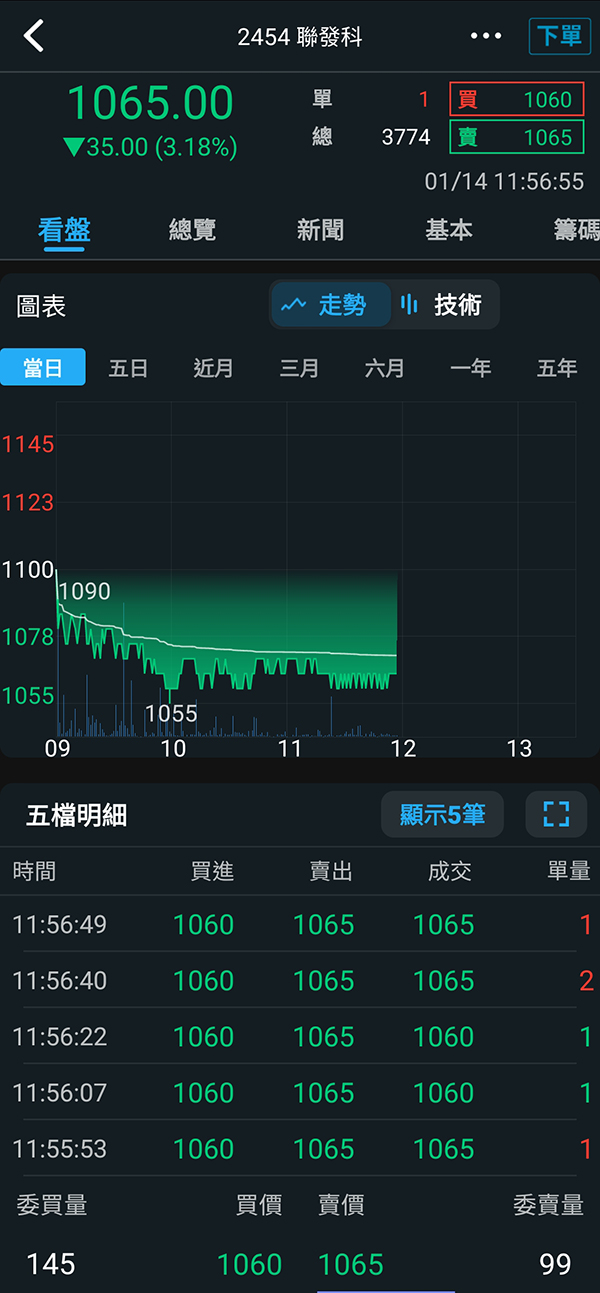 2454 聯發科 ••• 下單
1065.00 單 1 買 1060
▼35.00 (3.18%) 總 3774 賣 1065
01/14 11:56:55
看盤 總覽 新聞 基本 籌碼
圖表 走勢 技術
當日 五日 近月 三月 六月 一年 五年
1145
1123
1100
1090
1078
1055
1055
09 10 11 12 13
五檔明細 顯示5筆
時間 買進 賣出 成交 單量
11:56:49 1060 1065 1065 1
11:56:40 1060 1065 1065 2
11:56:22 1060 1065 1060 1
11:56:07 1060 1065 1060 1
11:55:53 1060 1065 1065 1
委買量 買價 賣價 委賣量
145 1060 1065 99